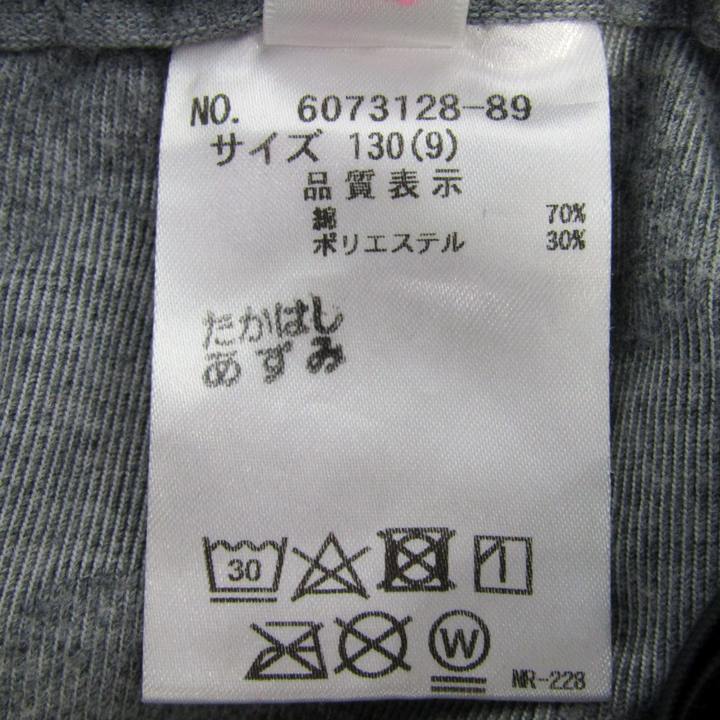 NO. 6073128-89
サイズ 130(9)
品質表示
綿 70%
ポリエステル 30%
たかはし
あずみ
30
W
MR-228